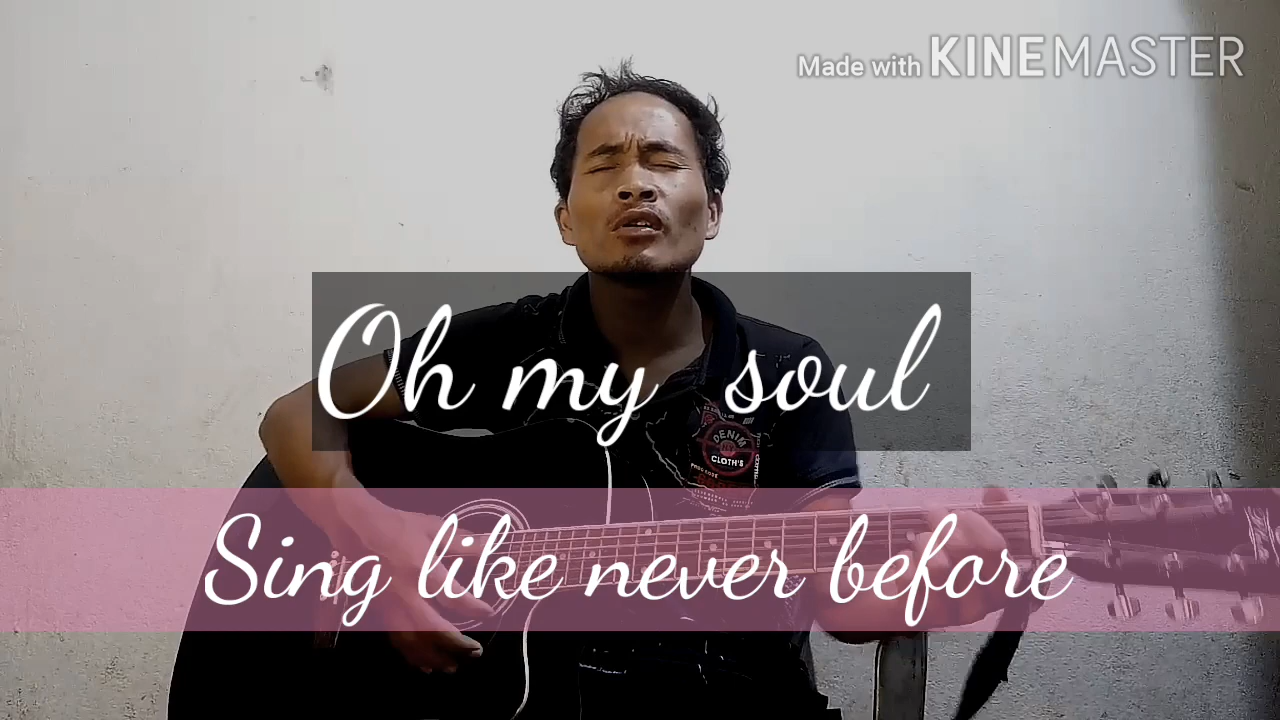 Made with KINEMASTER
Oh my soul
DENIM
CLOTH'S
Sing like never before